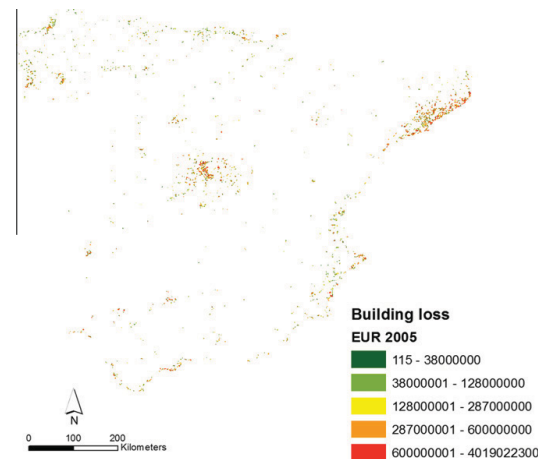 Building loss
EUR 2005
115 - 38000000
38000001 - 128000000
128000001 - 287000000
287000001 - 600000000
600000001 - 4019022300
N
0 100 200
Kilometers